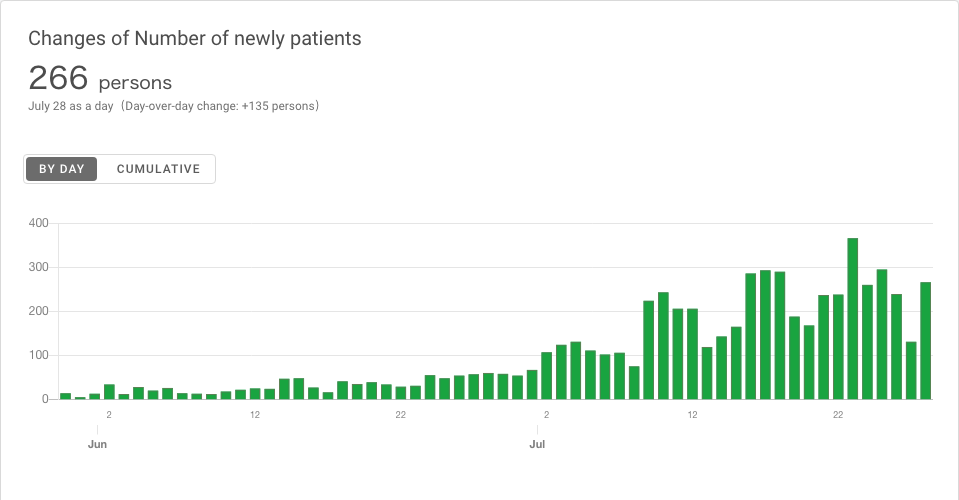 Changes of Number of newly patients
266 persons
July 28 as a day（Day-over-day change: +135 persons）
BY DAY CUMULATIVE
400
300
200
100
0
2 12 22 2 12 22
Jun Jul